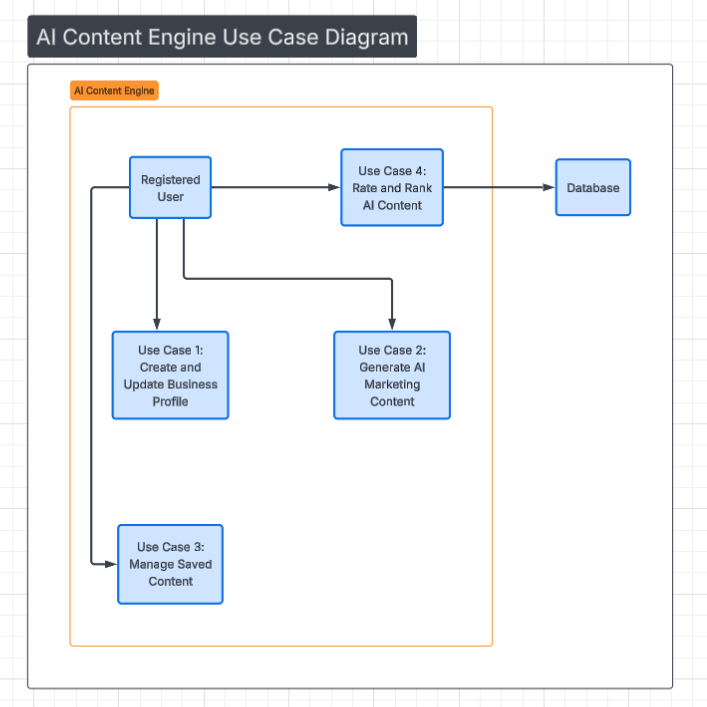 AI Content Engine Use Case Diagram
AI Content Engine
Registered
User
Use Case 4:
Rate and Rank
AI Content
Database
Use Case 1:
Create and
Update Business
Profile
Use Case 2:
Generate AI
Marketing
Content
Use Case 3:
Manage Saved
Content